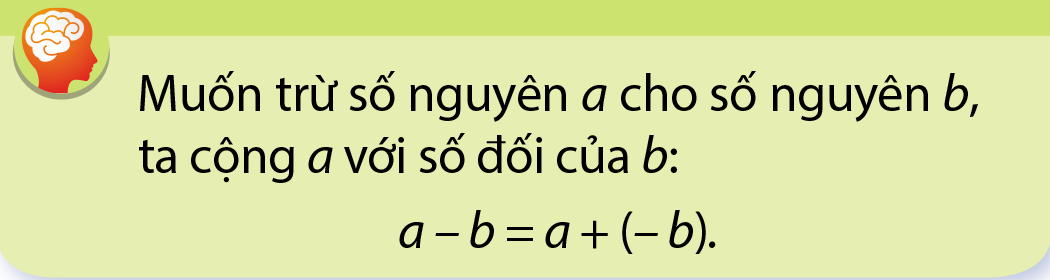 Muốn trừ số nguyên a cho số nguyên b,
ta cộng a với số đối của b:
a – b = a + (– b).